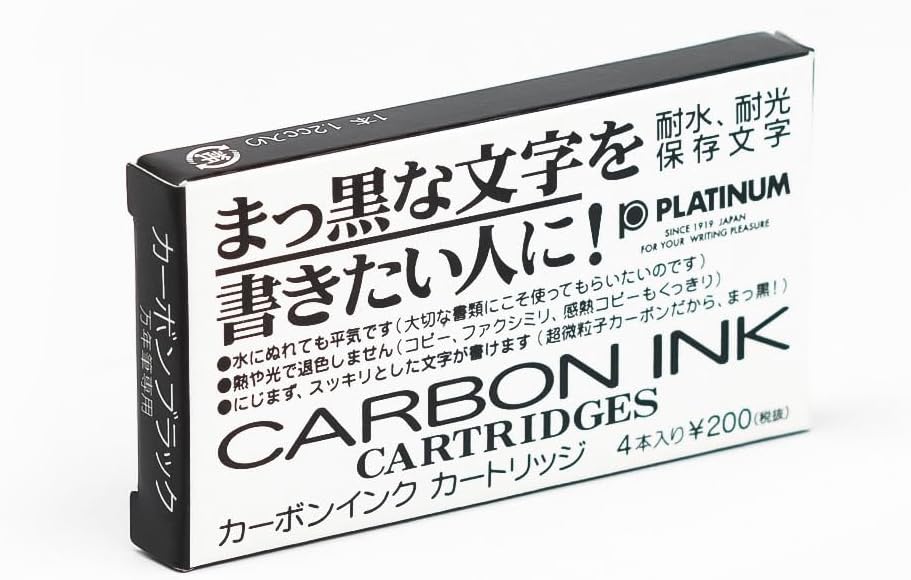 1本 1.2cc入り
まっ黒な文字を
書きたい人に!
耐水、耐光
保存文字
PLATINUM
SINCE 1919 JAPAN
FOR YOUR WRITING PLEASURE
●水にぬれても平気です(大切な書類にこそ使ってもらいたいのです)
●熱や光で退色しません(コピー、ファクシミリ、感熱コピーもくっきり)
●にじまず、スッキリとした文字が書けます(超微粒子カーボンだから、まっ黒!)
CARBON INK
CARTRIDGES
カーボンインク カートリッジ
4本入り¥200(税抜)
カーボンブラック
万年筆専用